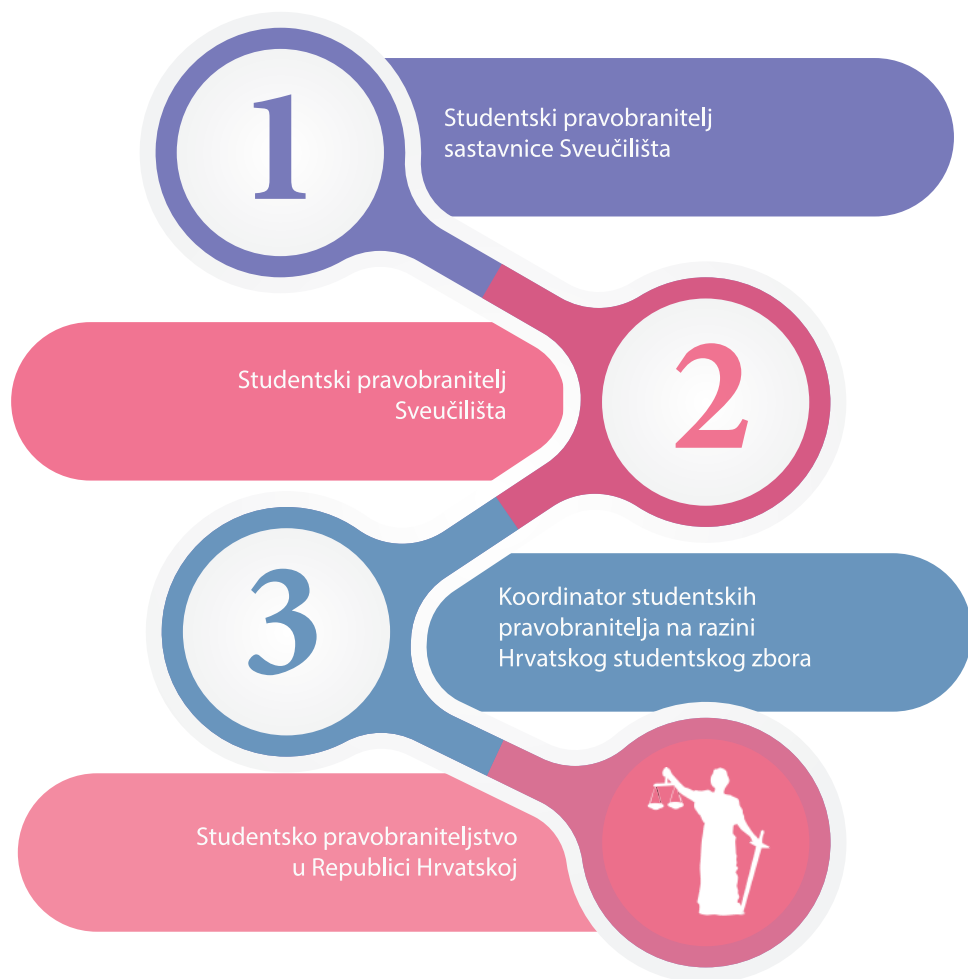 1
Studentski pravobranitelj
sastavnice Sveučilišta
2
Studentski pravobranitelj
Sveučilišta
3
Koordinator studentskih
pravobranitelja na razini
Hrvatskog studentskog zbora
Studentsko pravobraniteljstvo
u Republici Hrvatskoj